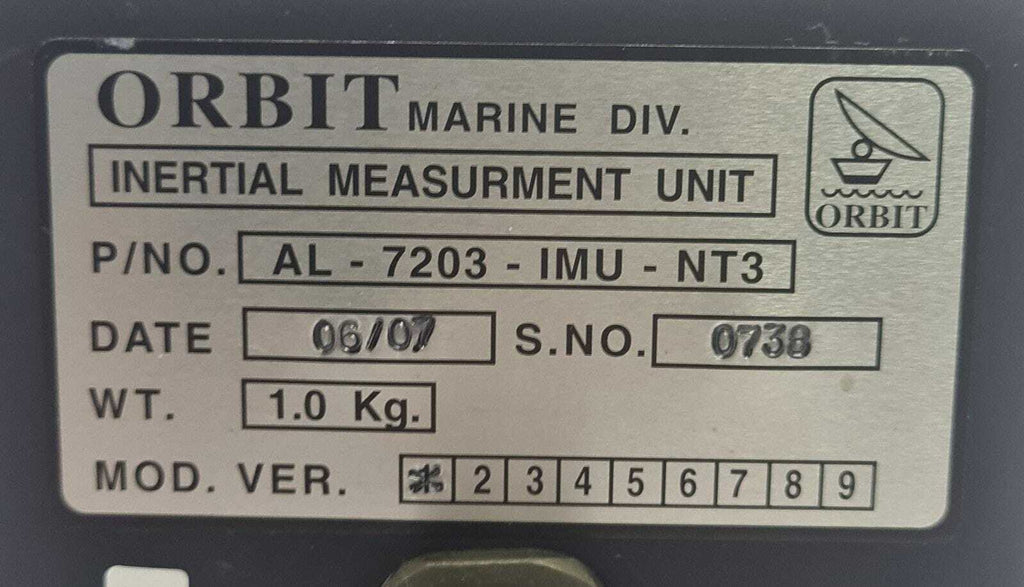 ORBIT MARINE DIV.
ORBIT
INERTIAL MEASURMENT UNIT
P/NO. AL - 7203 - IMU - NT3
DATE 06/07 S.NO. 0738
WT. 1.0 Kg.
MOD. VER. * 2 3 4 5 6 7 8 9